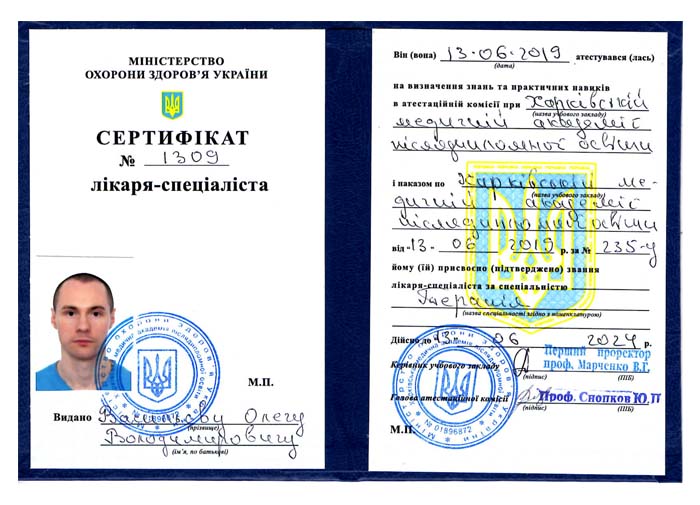 МІНІСТЕРСТВО
ОХОРОНИ ЗДОРОВ'Я УКРАЇНИ
СЕРТИФІКАТ
№ 1309
лікаря-спеціаліста
М.П.
Видано Васильєву Олегу
(прізвище)
Володимировичу
(ім'я, по батькові)
Він (вона) 13-06-2019 атестувався (лась)
(дата)
на визначення знань та практичних навиків
в атестаційній комісії при Харківській
(назва учбового закладу)
медичній академії
післядипломної освіти
і наказом по Харківській ме-
(назва учбового закладу)
дичній академії
післядипломної освіти
від -13- 06 2019 р. за № 235-у
йому (їй) присвоєно (підтверджено) звання
лікаря-спеціаліста за спеціальністю
Терапія
(назва спеціальності згідно з номенклатурою)
Дійсно до 13 06 2024 р.
Перший проректор
Керівник учбового закладу проф. Марченко В.Г.
(підпис) (ПІБ)
Голова атестаційної комісії Проф. Снопков Ю.П
(підпис) (ПІБ)
М.П.
№ 01896872